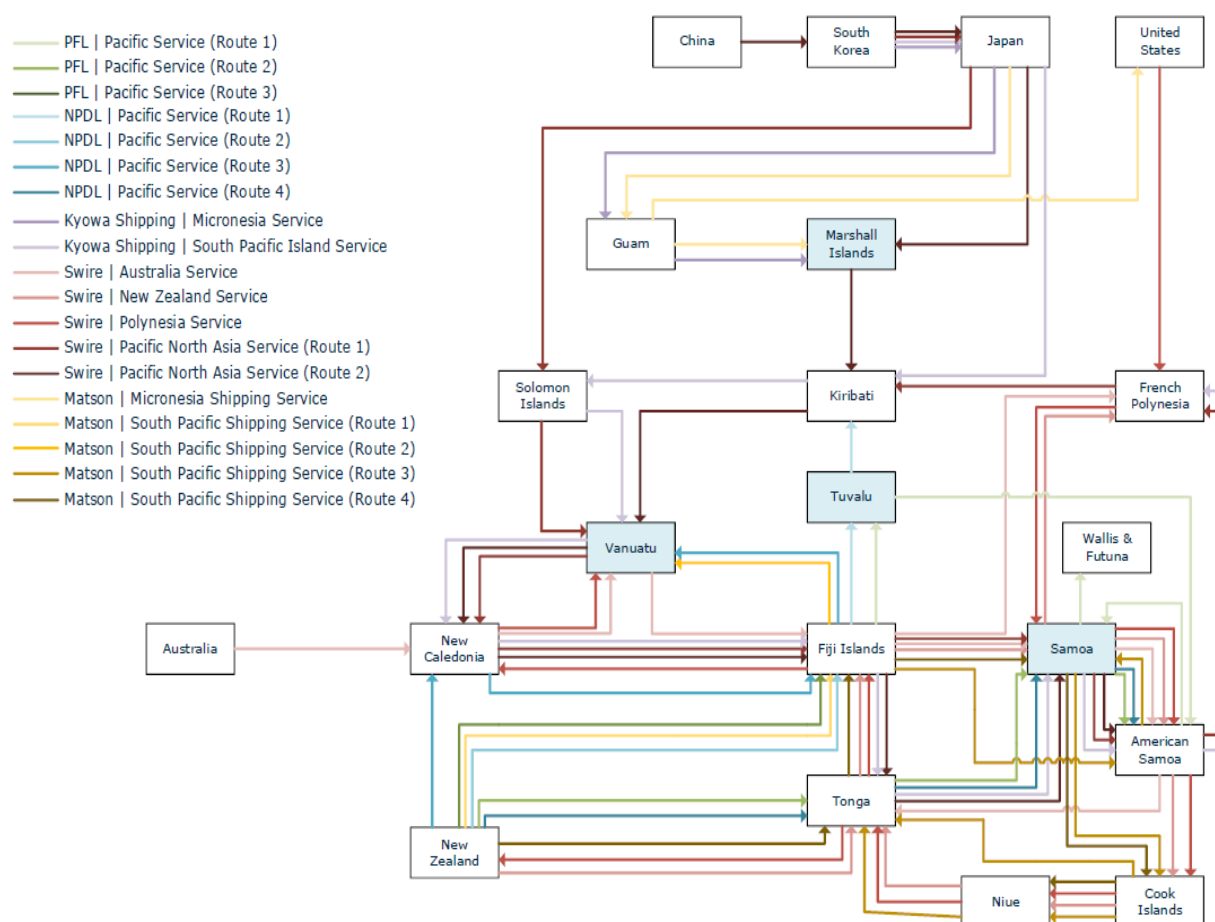 PFL | Pacific Service (Route 1)
PFL | Pacific Service (Route 2)
PFL | Pacific Service (Route 3)
NPDL | Pacific Service (Route 1)
NPDL | Pacific Service (Route 2)
NPDL | Pacific Service (Route 3)
NPDL | Pacific Service (Route 4)
Kyowa Shipping | Micronesia Service
Kyowa Shipping | South Pacific Island Service
Swire | Australia Service
Swire | New Zealand Service
Swire | Polynesia Service
Swire | Pacific North Asia Service (Route 1)
Swire | Pacific North Asia Service (Route 2)
Matson | Micronesia Shipping Service
Matson | South Pacific Shipping Service (Route 1)
Matson | South Pacific Shipping Service (Route 2)
Matson | South Pacific Shipping Service (Route 3)
Matson | South Pacific Shipping Service (Route 4)
China
South
Korea
Japan
United
States
Guam
Marshall
Islands
Solomon
Islands
Kiribati
French
Polynesia
Tuvalu
Vanuatu
Wallis &
Futuna
Australia
New
Caledonia
Fiji Islands
Samoa
American
Samoa
Tonga
New
Zealand
Niue
Cook
Islands